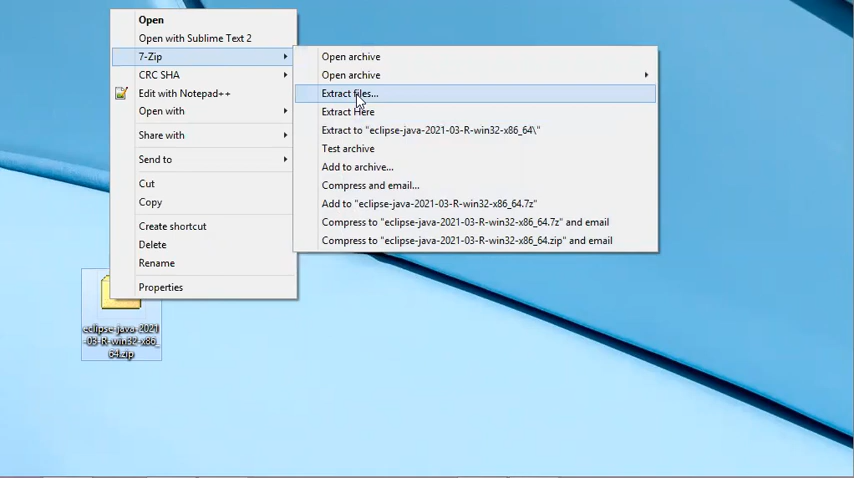 Open
Open with Sublime Text 2
7-Zip
CRC SHA
Edit with Notepad++
Open with
Share with
Send to
Cut
Copy
Create shortcut
Delete
Rename
Properties
Open archive
Open archive
Extract files...
Extract Here
Extract to "eclipse-java-2021-03-R-win32-x86_64\"
Test archive
Add to archive...
Compress and email...
Add to "eclipse-java-2021-03-R-win32-x86_64.7z"
Compress to "eclipse-java-2021-03-R-win32-x86_64.7z" and email
Compress to "eclipse-java-2021-03-R-win32-x86_64.zip" and email
eclipse-java-2021
-03-R-win32-x86_
64.zip